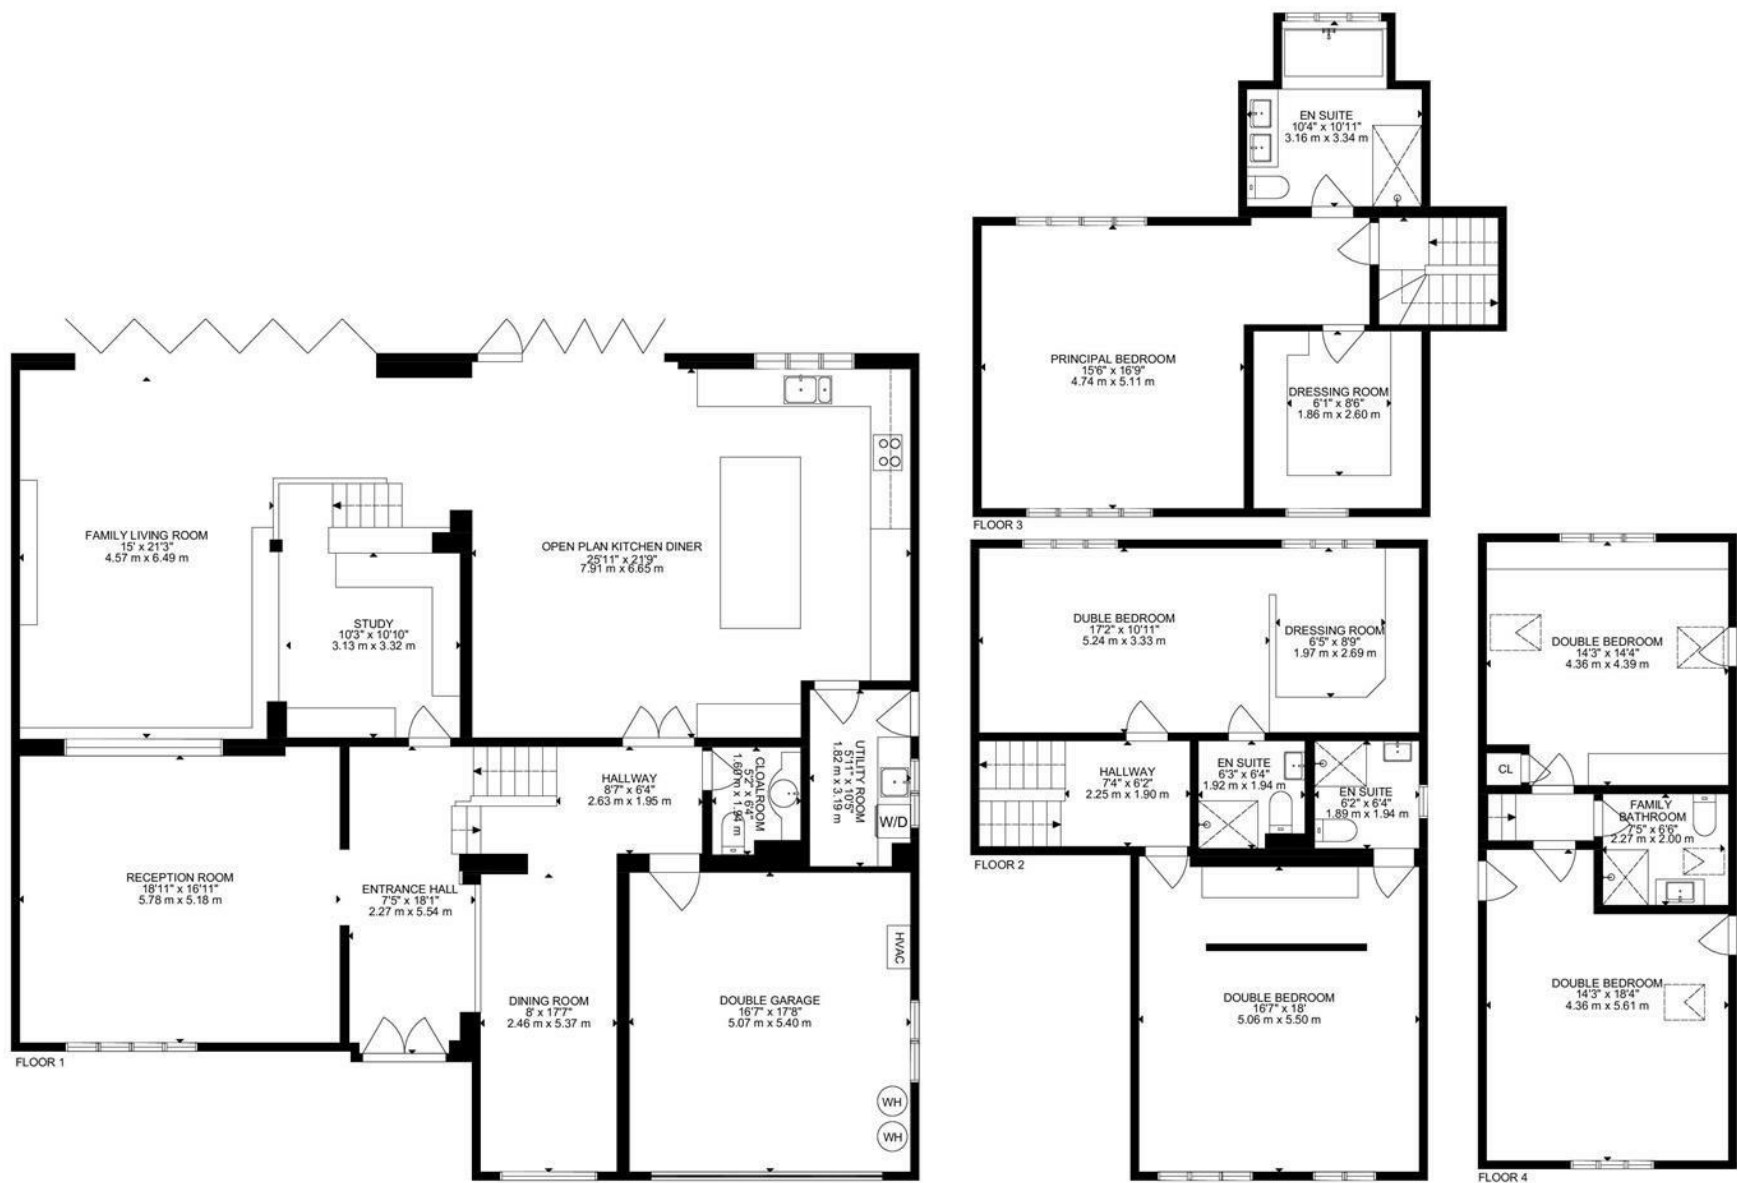 EN SUITE
10'4" x 10'11"
3.16 m x 3.34 m
PRINCIPAL BEDROOM
15'6" x 16'9"
4.74 m x 5.11 m
DRESSING ROOM
6'1" x 8'6"
1.86 m x 2.60 m
FLOOR 3
FAMILY LIVING ROOM
15' x 21'3"
4.57 m x 6.49 m
OPEN PLAN KITCHEN DINER
25'11" x 21'9"
7.91 m x 6.65 m
STUDY
10'3" x 10'10"
3.13 m x 3.32 m
UTILITY ROOM
5'11" x 10'5"
1.82 m x 3.19 m
W/D
CLOALROOM
5'2" x 6'4"
1.60 m x 1.94 m
HALLWAY
8'7" x 6'4"
2.63 m x 1.95 m
RECEPTION ROOM
18'11" x 16'11"
5.78 m x 5.18 m
ENTRANCE HALL
7'5" x 18'1"
2.27 m x 5.54 m
DINING ROOM
8' x 17'7"
2.46 m x 5.37 m
DOUBLE GARAGE
16'7" x 17'8"
5.07 m x 5.40 m
HVAC
WH
WH
FLOOR 1
DUBLE BEDROOM
17'2" x 10'11"
5.24 m x 3.33 m
DRESSING ROOM
6'5" x 8'9"
1.97 m x 2.69 m
HALLWAY
7'4" x 6'2"
2.25 m x 1.90 m
EN SUITE
6'3" x 6'4"
1.92 m x 1.94 m
EN SUITE
6'2" x 6'4"
1.89 m x 1.94 m
FLOOR 2
DOUBLE BEDROOM
16'7" x 18'
5.06 m x 5.50 m
DOUBLE BEDROOM
14'3" x 14'4"
4.36 m x 4.39 m
CL
FAMILY
BATHROOM
7'5" x 6'6"
2.27 m x 2.00 m
DOUBLE BEDROOM
14'3" x 18'4"
4.36 m x 5.61 m
FLOOR 4